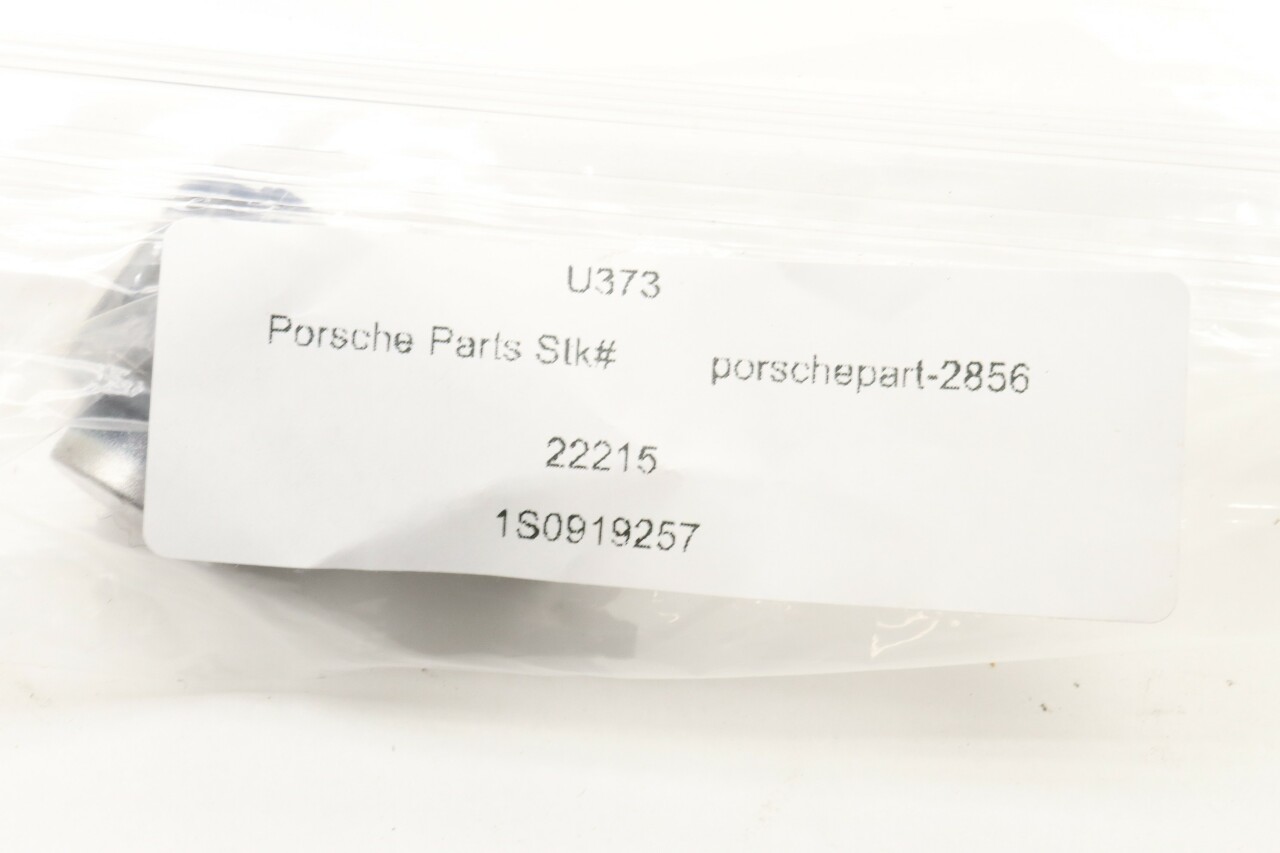 U373
Porsche Parts Stk# porschepart-2856
22215
1S0919257